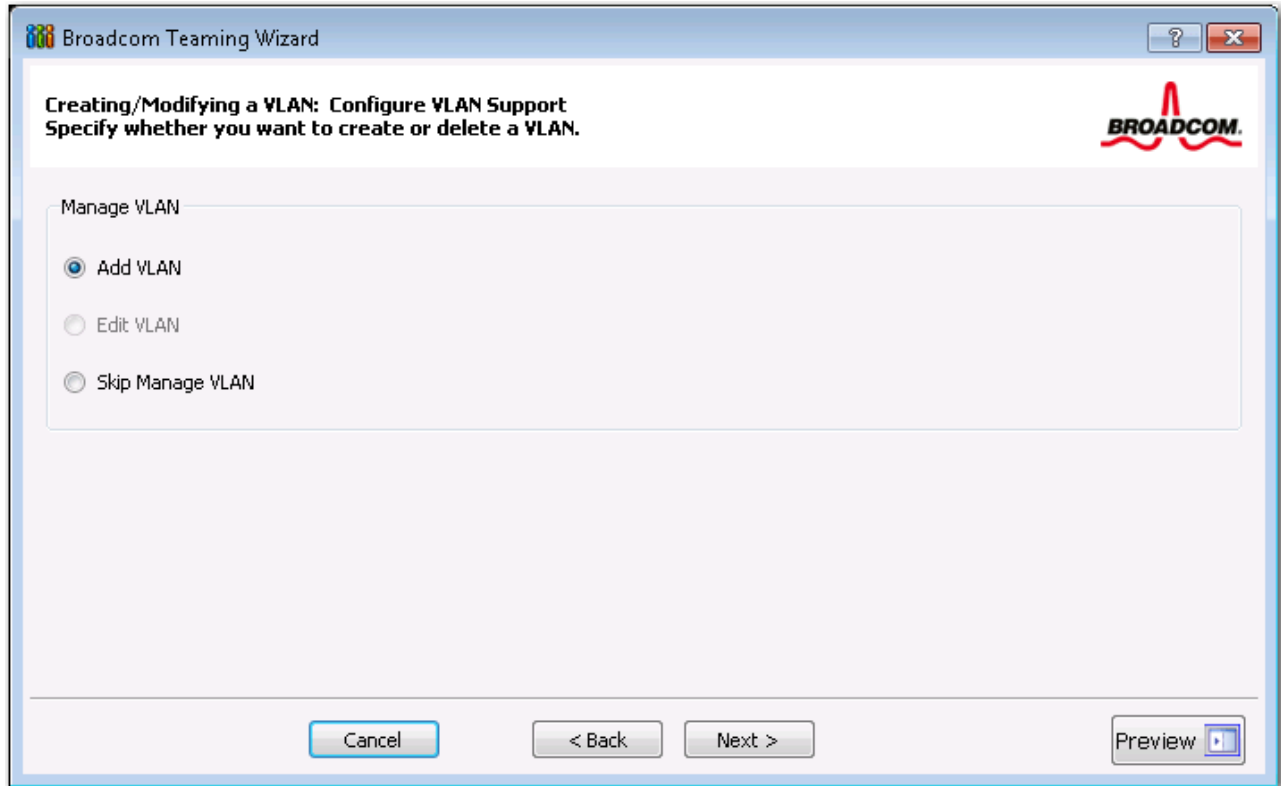 Broadcom Teaming Wizard
?
Creating/Modifying a VLAN: Configure VLAN Support
Specify whether you want to create or delete a VLAN.
BROADCOM.
Manage VLAN
Add VLAN
Edit VLAN
Skip Manage VLAN
Cancel
< Back
Next >
Preview